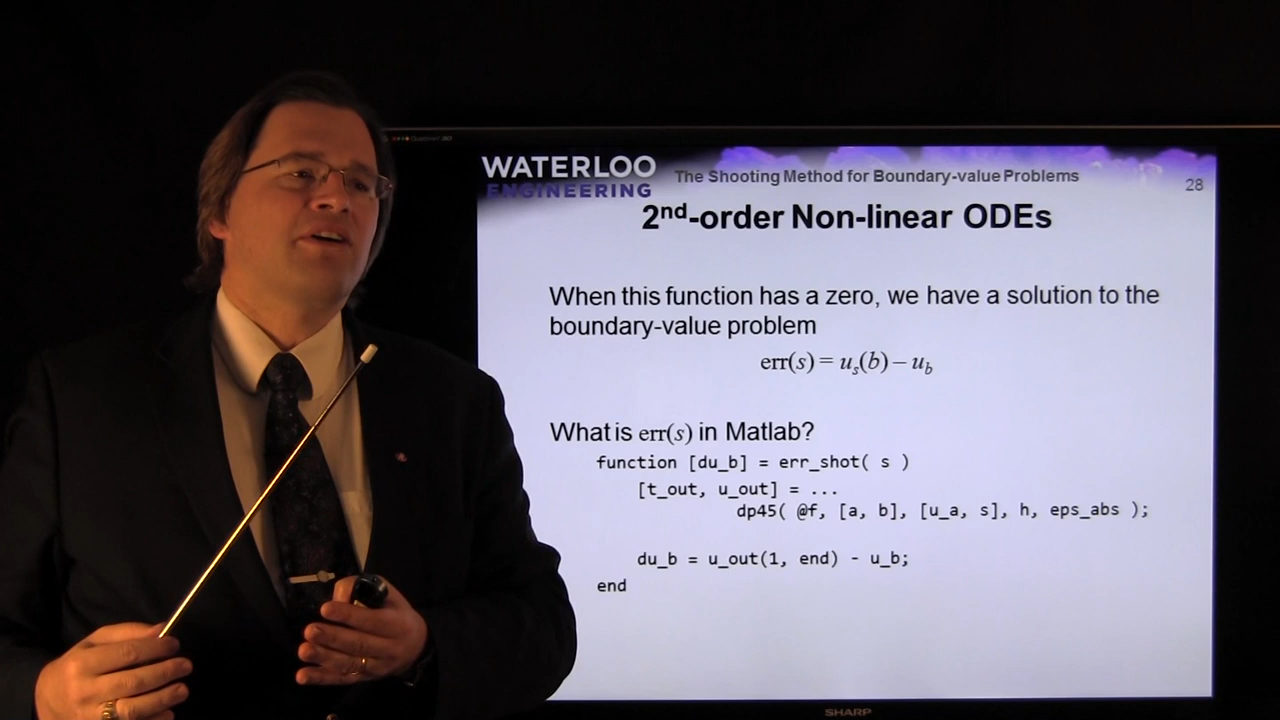 WATERLOO
ENGINEERING
The Shooting Method for Boundary-value Problems
28
2nd-order Non-linear ODEs
When this function has a zero, we have a solution to the
boundary-value problem
err(s) = u_s(b) – u_b
What is err(s) in Matlab?
function [du_b] = err_shot( s )
[t_out, u_out] = ...
dp45( @f, [a, b], [u_a, s], h, eps_abs );
du_b = u_out(1, end) - u_b;
end
SHARP